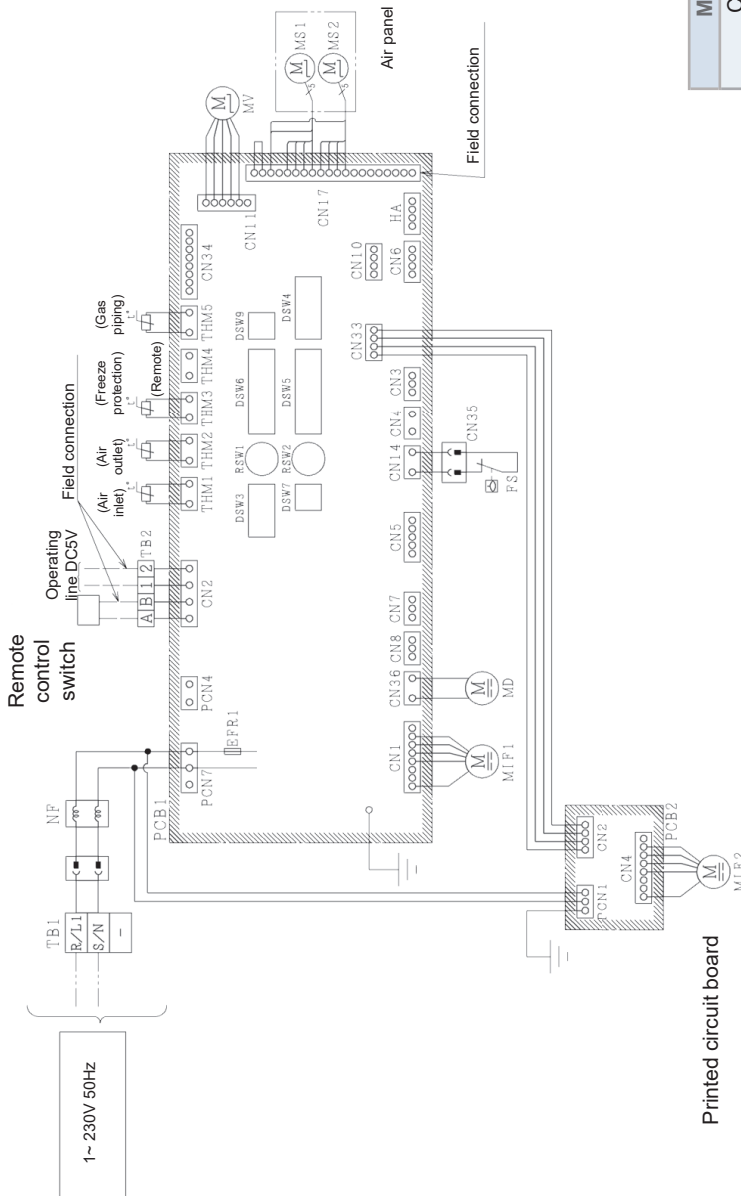 1~ 230V 50Hz
TB1
R/L1
S/N
-
NF
Remote
control
switch
Operating
line DC5V
Field connection
A B 1 2
TB2
(Air
inlet)
t°
(Air
outlet)
t°
(Freeze
protection)
t°
(Remote)
(Gas
piping)
t°
PCN7
PCN4
CN2
THM1
THM2
THM3
THM4
THM5
CN34
PCB1
EFR1
DSW3
RSW1
DSW6
DSW9
DSW7
RSW2
DSW5
DSW4
CN11
M
MV
CN17
M
MS1
5
M
MS2
5
Air panel
Field connection
CN1
CN36
CN8
CN7
CN5
CN14
CN4
CN3
CN33
CN10
CN6
HA
M
MIF1
M
MD
CN35
FS
PCN1
CN2
CN4
PCB2
M
MIF2
Printed circuit board
M